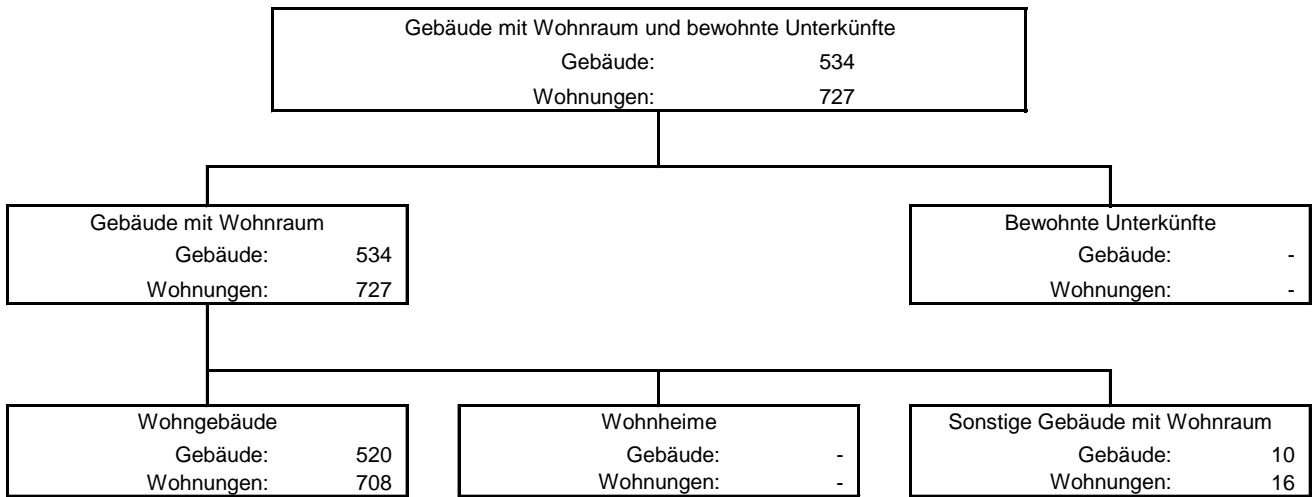 Gebäude mit Wohnraum und bewohnte Unterkünfte
Gebäude: 534
Wohnungen: 727
Gebäude mit Wohnraum
Gebäude: 534
Wohnungen: 727
Bewohnte Unterkünfte
Gebäude: -
Wohnungen: -
Wohngebäude
Gebäude: 520
Wohnungen: 708
Wohnheime
Gebäude: -
Wohnungen: -
Sonstige Gebäude mit Wohnraum
Gebäude: 10
Wohnungen: 16